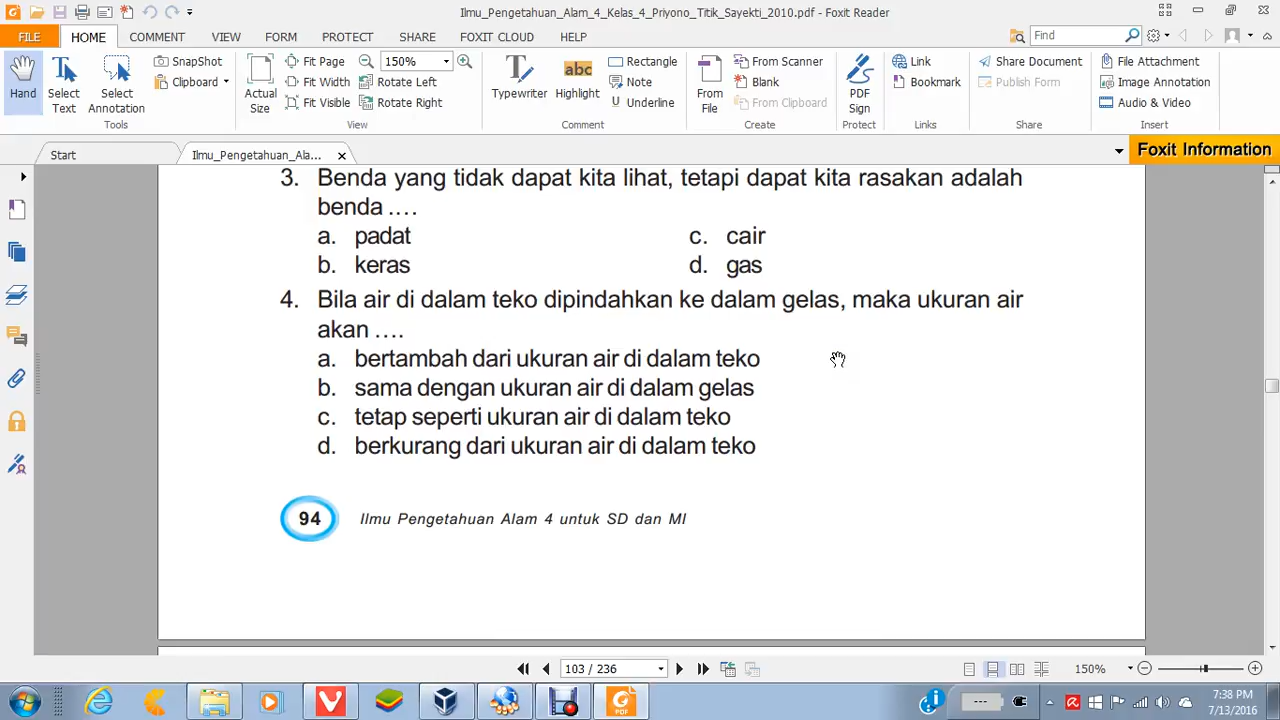 Ilmu_Pengetahuan_Alam_4_Kelas_4_Priyono_Titik_Sayekti_2010.pdf - Foxit Reader
FILE HOME COMMENT VIEW FORM PROTECT SHARE FOXIT CLOUD HELP Find
Hand
Select Text
Select Annotation
SnapShot
Clipboard
Tools
Actual Size
Fit Page
Fit Width
Fit Visible
150%
Rotate Left
Rotate Right
View
Typewriter
Highlight
Rectangle
Note
Underline
Comment
From File
From Scanner
Blank
From Clipboard
Create
PDF Sign
Protect
Link
Bookmark
Links
Share Document
Publish Form
Share
File Attachment
Image Annotation
Audio & Video
Insert
Start Ilmu_Pengetahuan_Ala... Foxit Information
3. Benda yang tidak dapat kita lihat, tetapi dapat kita rasakan adalah
benda ....
a. padat c. cair
b. keras d. gas
4. Bila air di dalam teko dipindahkan ke dalam gelas, maka ukuran air
akan ....
a. bertambah dari ukuran air di dalam teko
b. sama dengan ukuran air di dalam gelas
c. tetap seperti ukuran air di dalam teko
d. berkurang dari ukuran air di dalam teko
94 Ilmu Pengetahuan Alam 4 untuk SD dan MI
103 / 236 150%
7:38 PM
7/13/2016